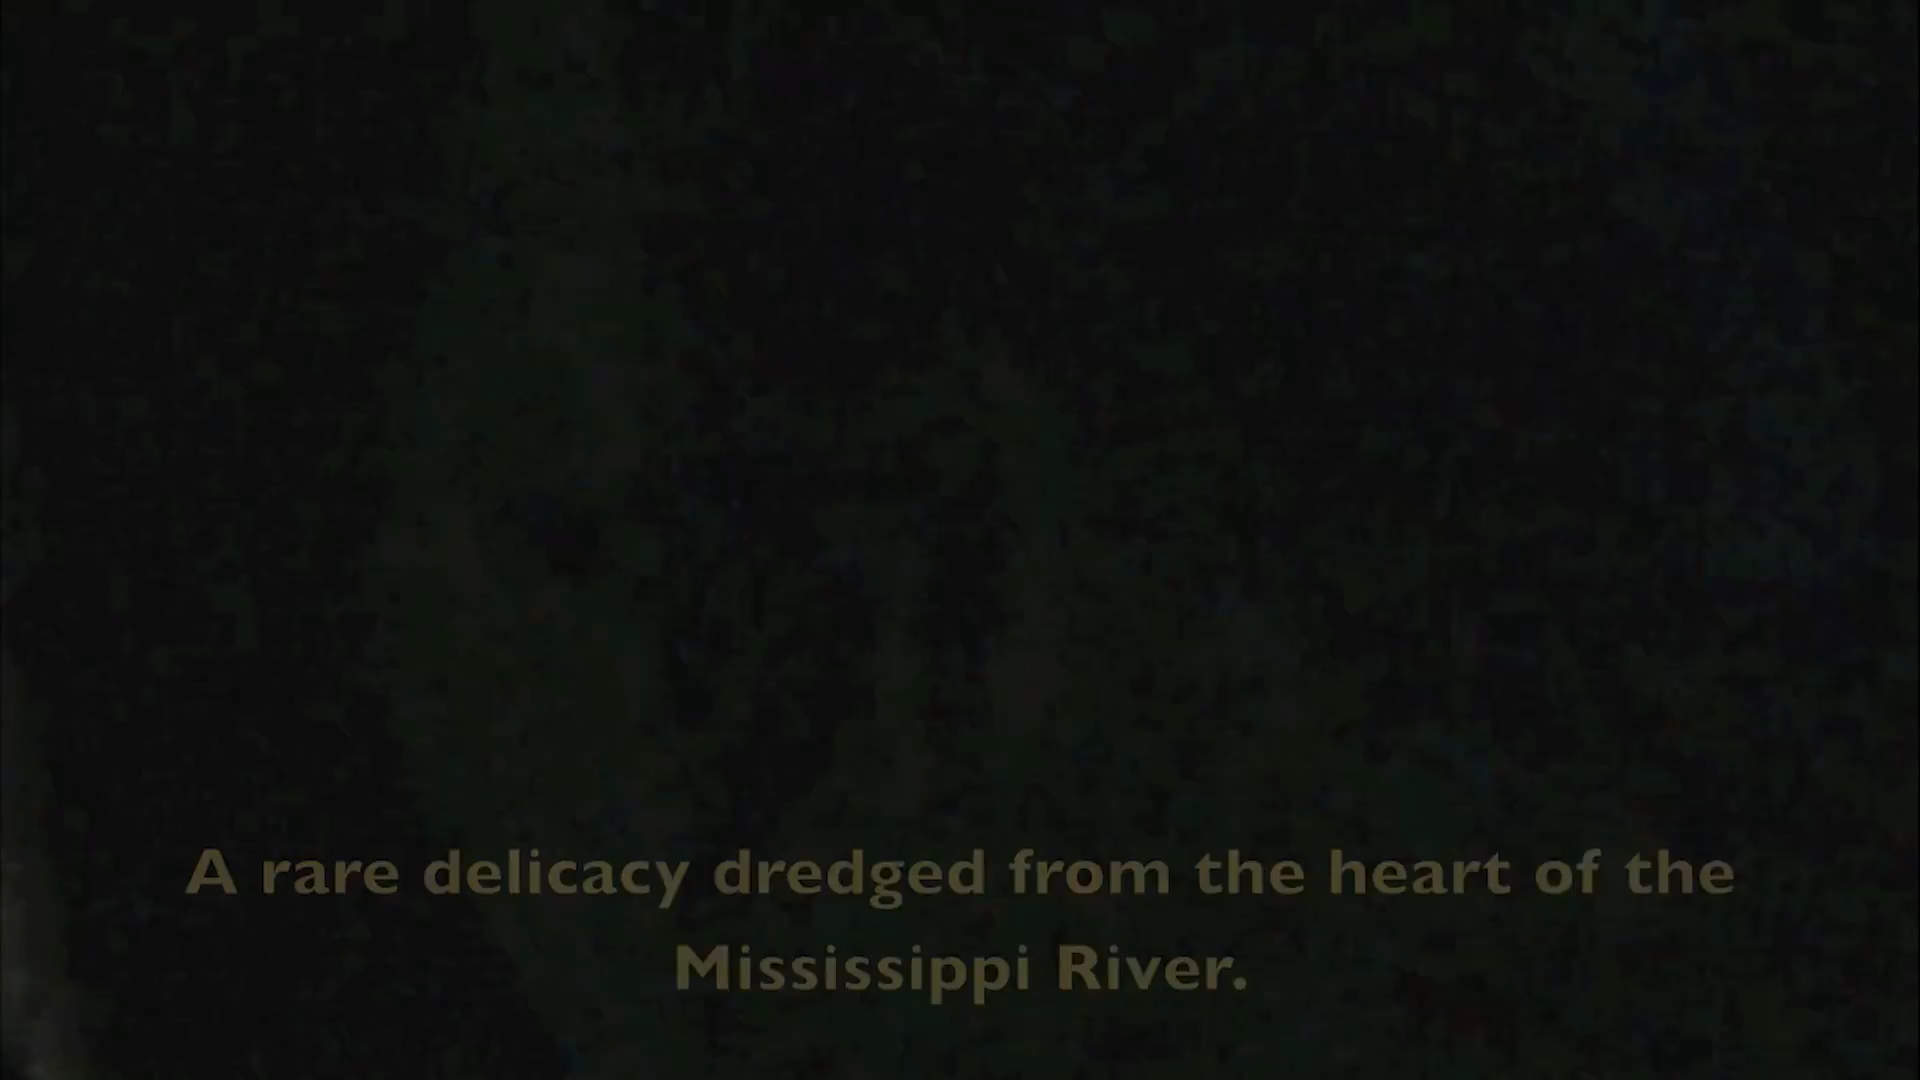 A rare delicacy dredged from the heart of the
Mississippi River.